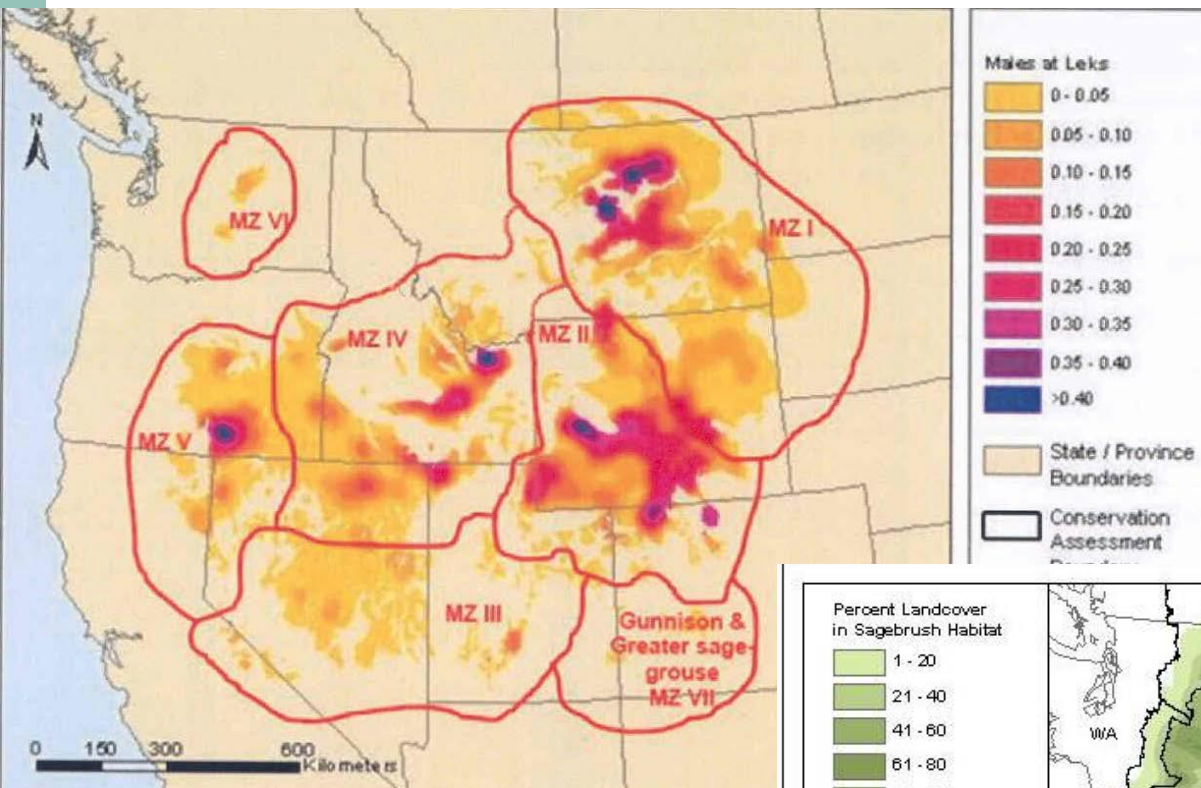 N
MZ VI
MZ I
MZ IV
MZ II
MZ V
MZ III
Gunnison &
Greater sage-
grouse
MZ VII
0 150 300 600
Kilometers
Males at Leks
0 - 0.05
0.05 - 0.10
0.10 - 0.15
0.15 - 0.20
0.20 - 0.25
0.25 - 0.30
0.30 - 0.35
0.35 - 0.40
>0.40
State / Province
Boundaries
Conservation
Assessment
Percent Landcover
in Sagebrush Habitat
1 - 20
21 - 40
41 - 60
61 - 80
WA